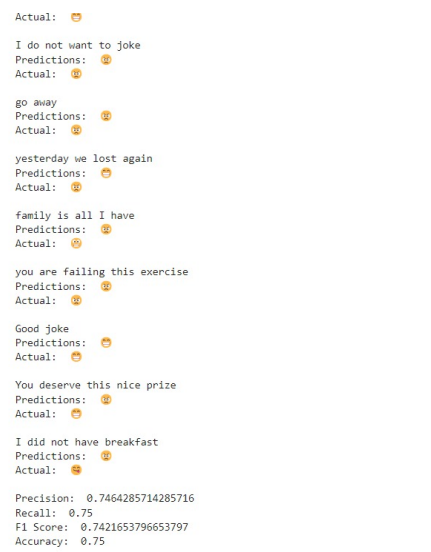 Actual: 😁
I do not want to joke
Predictions: 😞
Actual: 😞
go away
Predictions: 😞
Actual: 😞
yesterday we lost again
Predictions: 😁
Actual: 😞
family is all I have
Predictions: 😞
Actual:
you are failing this exercise
Predictions: 😞
Actual: 😞
Good joke
Predictions: 😁
Actual: 😁
You deserve this nice prize
Predictions: 😞
Actual: 😁
I did not have breakfast
Predictions: 😞
Actual:
Precision: 0.7464285714285716
Recall: 0.75
F1 Score: 0.7421653796653797
Accuracy: 0.75